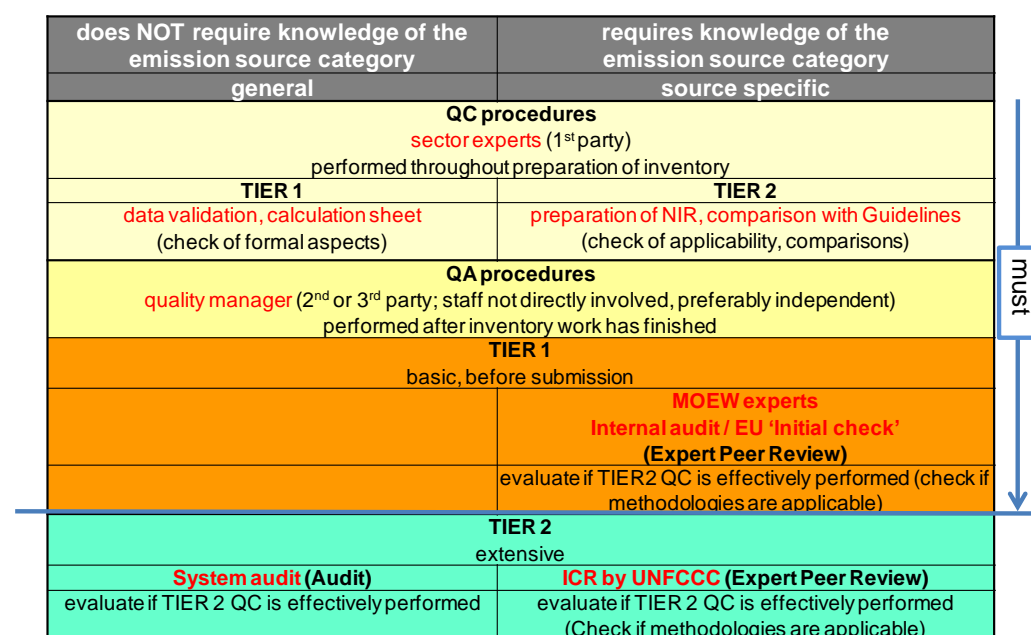 does NOT require knowledge of the
emission source category
requires knowledge of the
emission source category
general
source specific
QC procedures
sector experts (1st party)
performed throughout preparation of inventory
TIER 1
TIER 2
data validation, calculation sheet
(check of formal aspects)
preparation of NIR, comparison with Guidelines
(check of applicability, comparisons)
QA procedures
quality manager (2nd or 3rd party; staff not directly involved, preferably independent)
performed after inventory work has finished
TIER 1
basic, before submission
MOEW experts
Internal audit / EU ‘Initial check’
(Expert Peer Review)
evaluate if TIER2 QC is effectively performed (check if
methodologies are applicable)
must
TIER 2
extensive
System audit (Audit)
ICR by UNFCCC (Expert Peer Review)
evaluate if TIER 2 QC is effectively performed
evaluate if TIER 2 QC is effectively performed
(Check if methodologies are applicable)